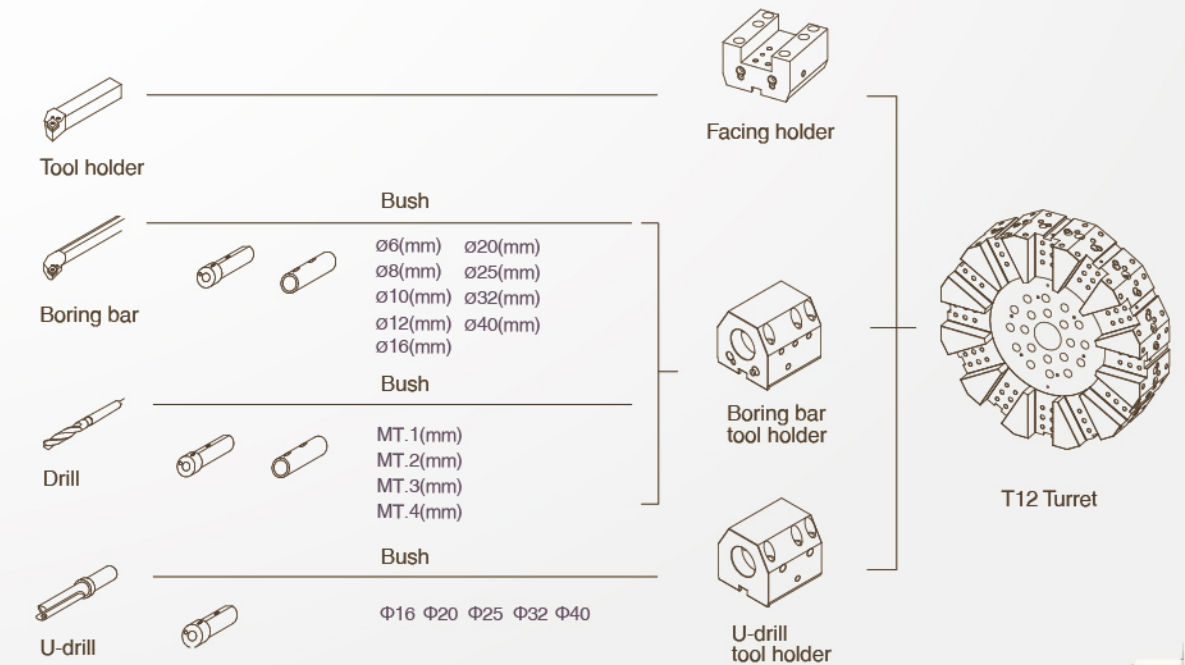 Facing holder
Tool holder
Bush
ø6(mm) ø20(mm)
ø8(mm) ø25(mm)
ø10(mm) ø32(mm)
ø12(mm) ø40(mm)
ø16(mm)
Boring bar
Bush
Boring bar
tool holder
MT.1(mm)
MT.2(mm)
MT.3(mm)
MT.4(mm)
Drill
T12 Turret
Bush
Φ16 Φ20 Φ25 Φ32 Φ40
U-drill
U-drill
tool holder